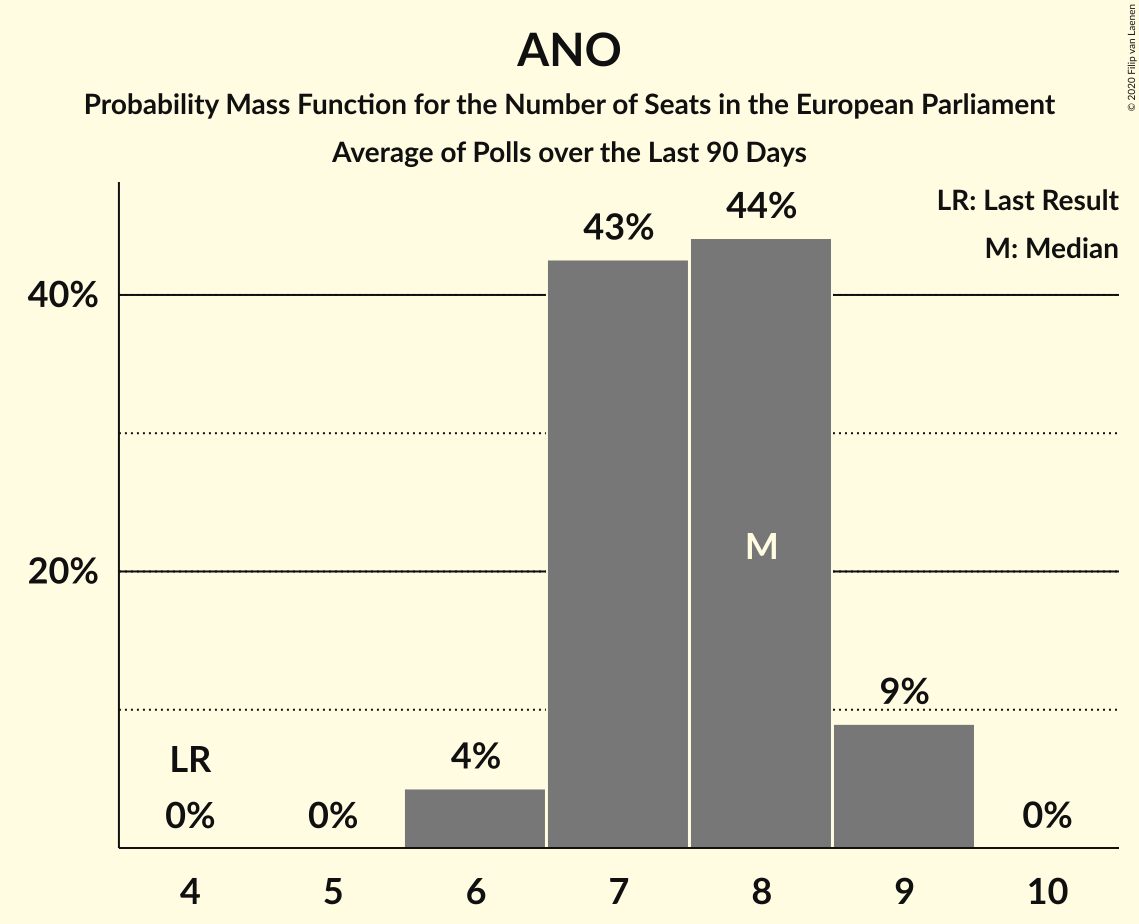 ANO
Probability Mass Function for the Number of Seats in the European Parliament
Average of Polls over the Last 90 Days
© 2020 Filip van Laenen
LR: Last Result
M: Median
44%
43%
40%
M
20%
9%
4%
LR
0%
0%
0%
4 5 6 7 8 9 10